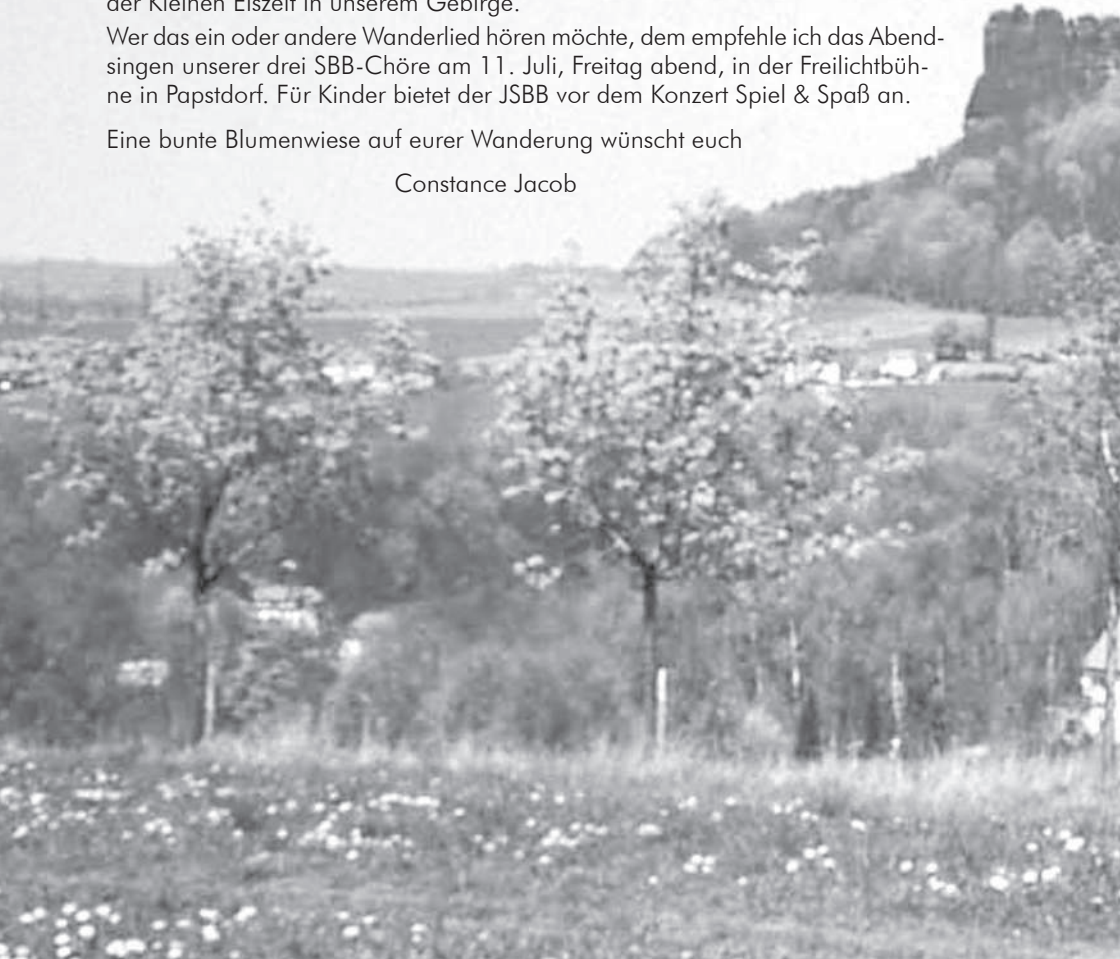 der Kleinen Eiszeit in unserem Gebirge.
Wer das ein oder andere Wanderlied hören möchte, dem empfehle ich das Abend-
singen unserer drei SBB-Chöre am 11. Juli, Freitag abend, in der Freilichtbüh-
ne in Papstdorf. Für Kinder bietet der JSBB vor dem Konzert Spiel & Spaß an.
Eine bunte Blumenwiese auf eurer Wanderung wünscht euch
Constance Jacob